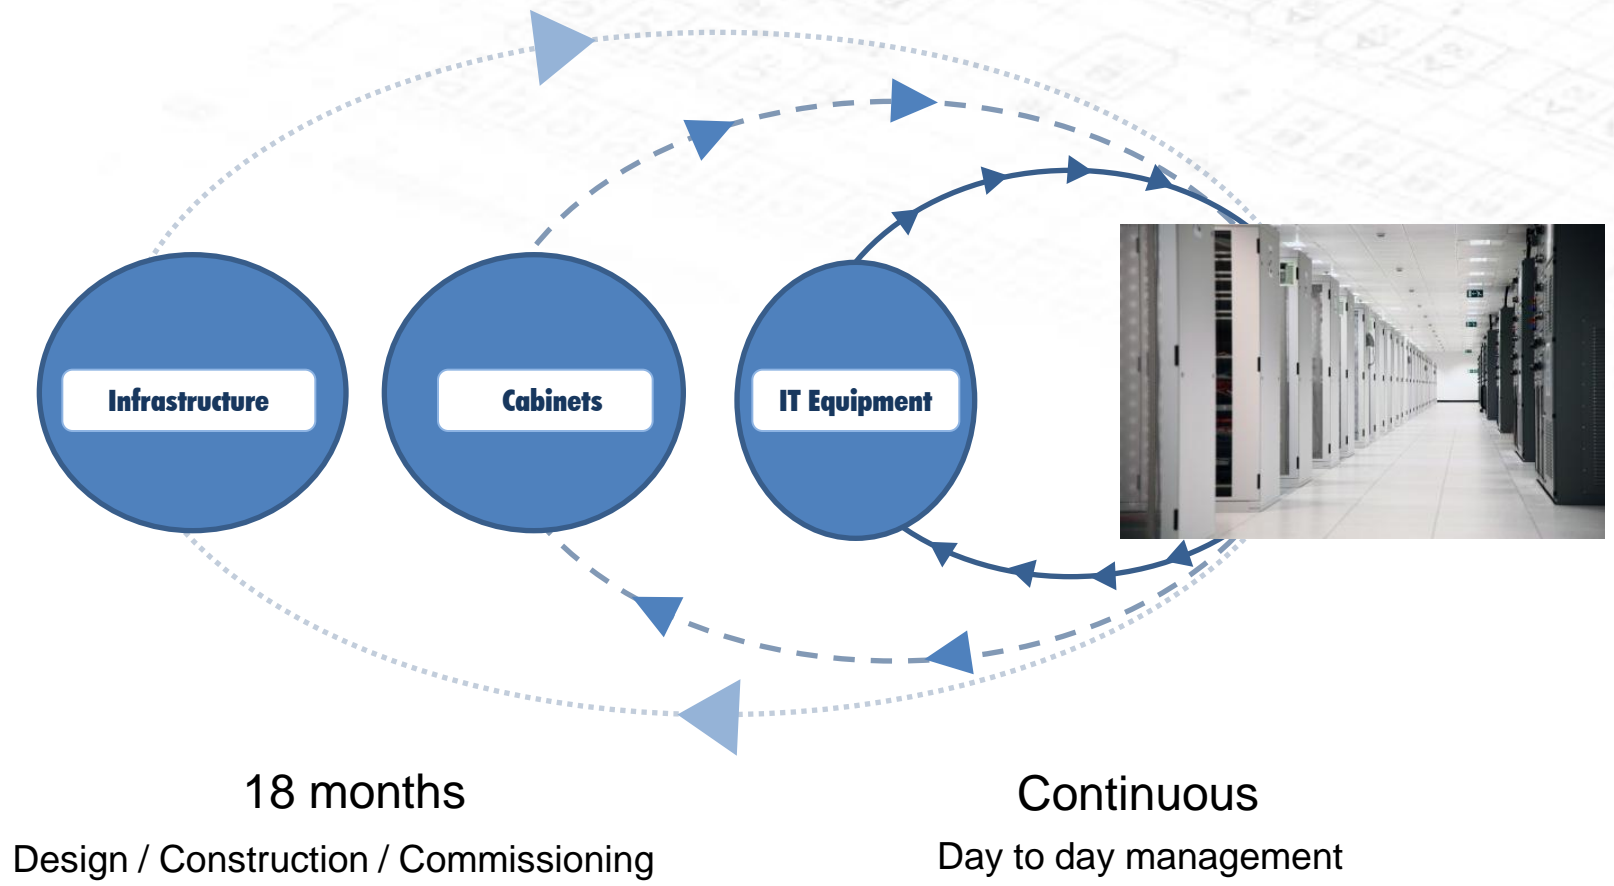 Infrastructure
Cabinets
IT Equipment
18 months
Design / Construction / Commissioning
Continuous
Day to day management